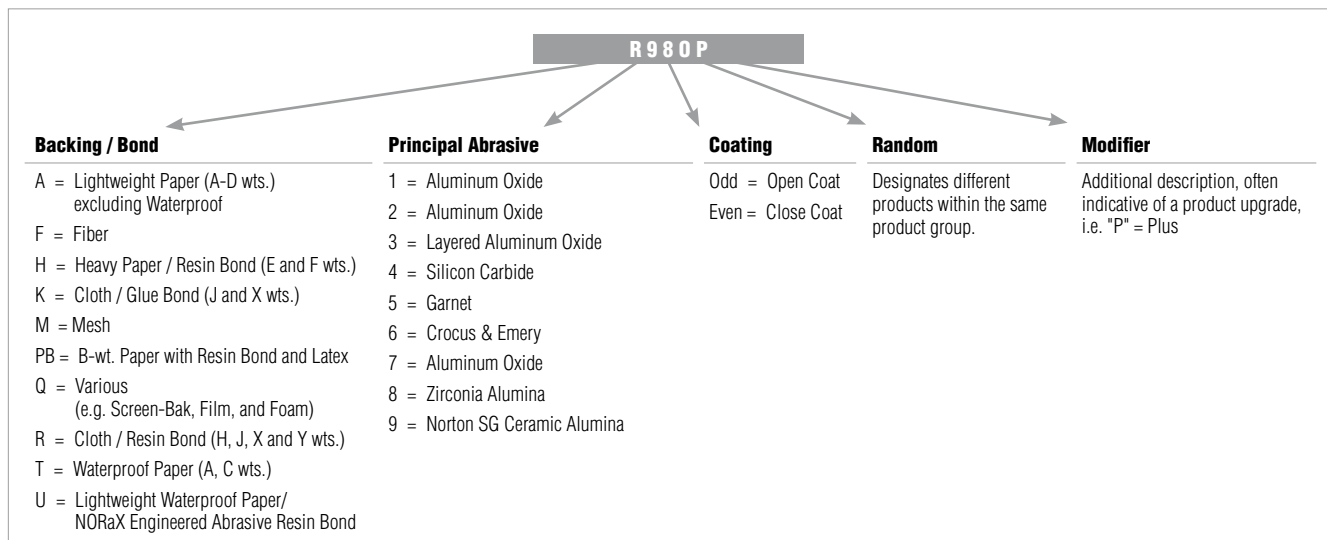 R980P
Backing / Bond
A = Lightweight Paper (A-D wts.)
excluding Waterproof
F = Fiber
H = Heavy Paper / Resin Bond (E and F wts.)
K = Cloth / Glue Bond (J and X wts.)
M = Mesh
PB = B-wt. Paper with Resin Bond and Latex
Q = Various
(e.g. Screen-Bak, Film, and Foam)
R = Cloth / Resin Bond (H, J, X and Y wts.)
T = Waterproof Paper (A, C wts.)
U = Lightweight Waterproof Paper/
NORaX Engineered Abrasive Resin Bond
Principal Abrasive
1 = Aluminum Oxide
2 = Aluminum Oxide
3 = Layered Aluminum Oxide
4 = Silicon Carbide
5 = Garnet
6 = Crocus & Emery
7 = Aluminum Oxide
8 = Zirconia Alumina
9 = Norton SG Ceramic Alumina
Coating
Odd = Open Coat
Even = Close Coat
Random
Designates different
products within the same
product group.
Modifier
Additional description, often
indicative of a product upgrade,
i.e. "P" = Plus